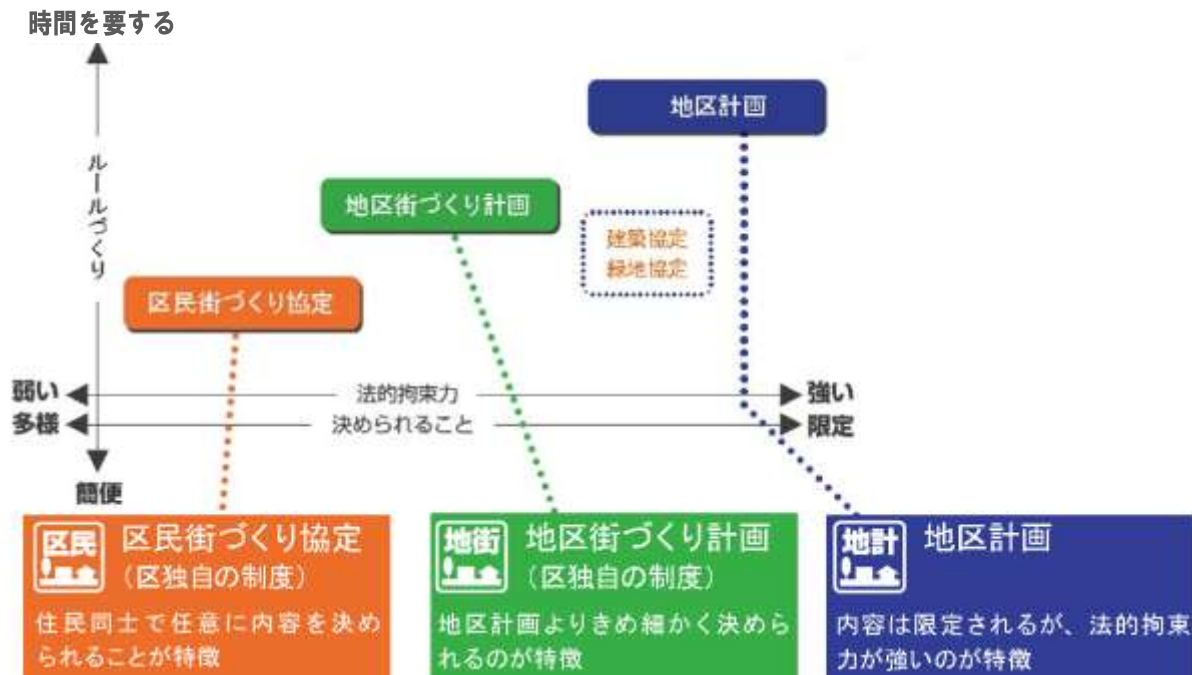 時間を要する
地区計画
ルールづくり
地区街づくり計画
建築協定
緑地協定
区民街づくり協定
弱い 法的拘束力 強い
多様 決められること 限定
簡便
区民 区民街づくり協定
（区独自の制度）
住民同士で任意に内容を決め
られることが特徴
地街 地区街づくり計画
（区独自の制度）
地区計画よりきめ細かく決めら
れるのが特徴
地計 地区計画
内容は限定されるが、法的拘束
力が強いのが特徴